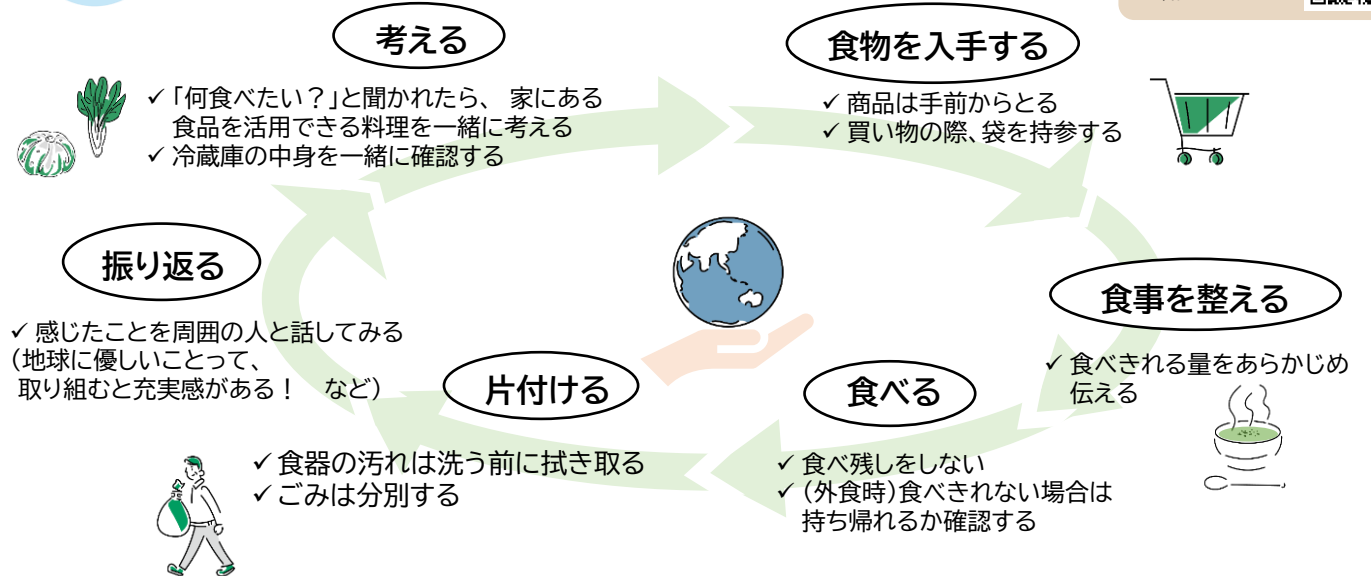 考える
✓「何食べたい？」と聞かれたら、 家にある
食品を活用できる料理を一緒に考える
✓ 冷蔵庫の中身を一緒に確認する
食物を入手する
✓ 商品は手前からとる
✓ 買い物の際、袋を持参する
食事を整える
✓ 食べきれる量をあらかじめ
伝える
食べる
✓ 食べ残しをしない
✓（外食時）食べきれない場合は
持ち帰れるか確認する
片付ける
✓ 食器の汚れは洗う前に拭き取る
✓ ごみは分別する
振り返る
✓ 感じたことを周囲の人と話してみる
（地球に優しいことって、
取り組むと充実感がある！　など）